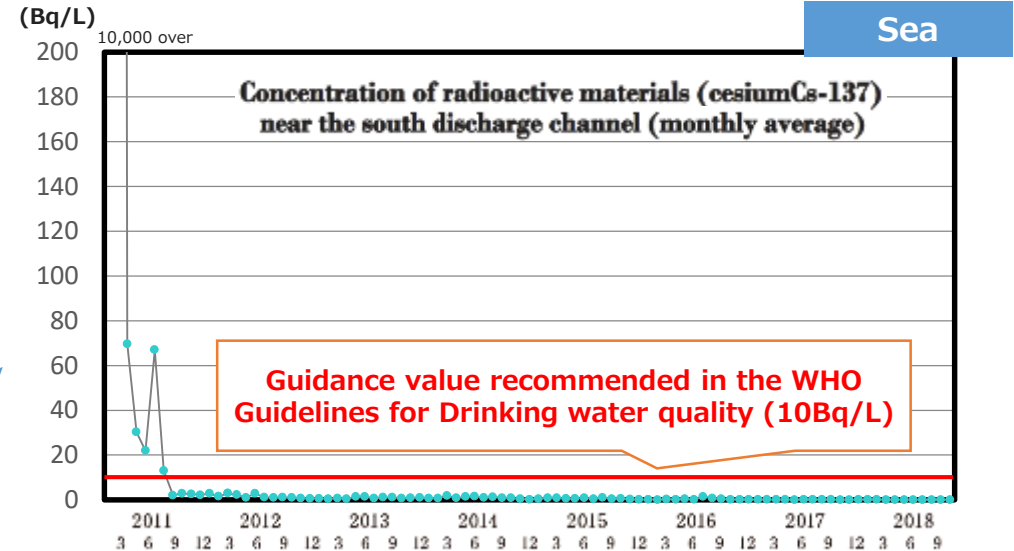 (Bq/L)
10,000 over
Sea
200
180
160
140
120
100
80
60
40
20
0
Concentration of radioactive materials (cesiumCs-137)
near the south discharge channel (monthly average)
Guidance value recommended in the WHO
Guidelines for Drinking water quality (10Bq/L)
2011 2012 2013 2014 2015 2016 2017 2018
3 6 9 12 3 6 9 12 3 6 9 12 3 6 9 12 3 6 9 12 3 6 9 12 3 6 9 12 3 6 9